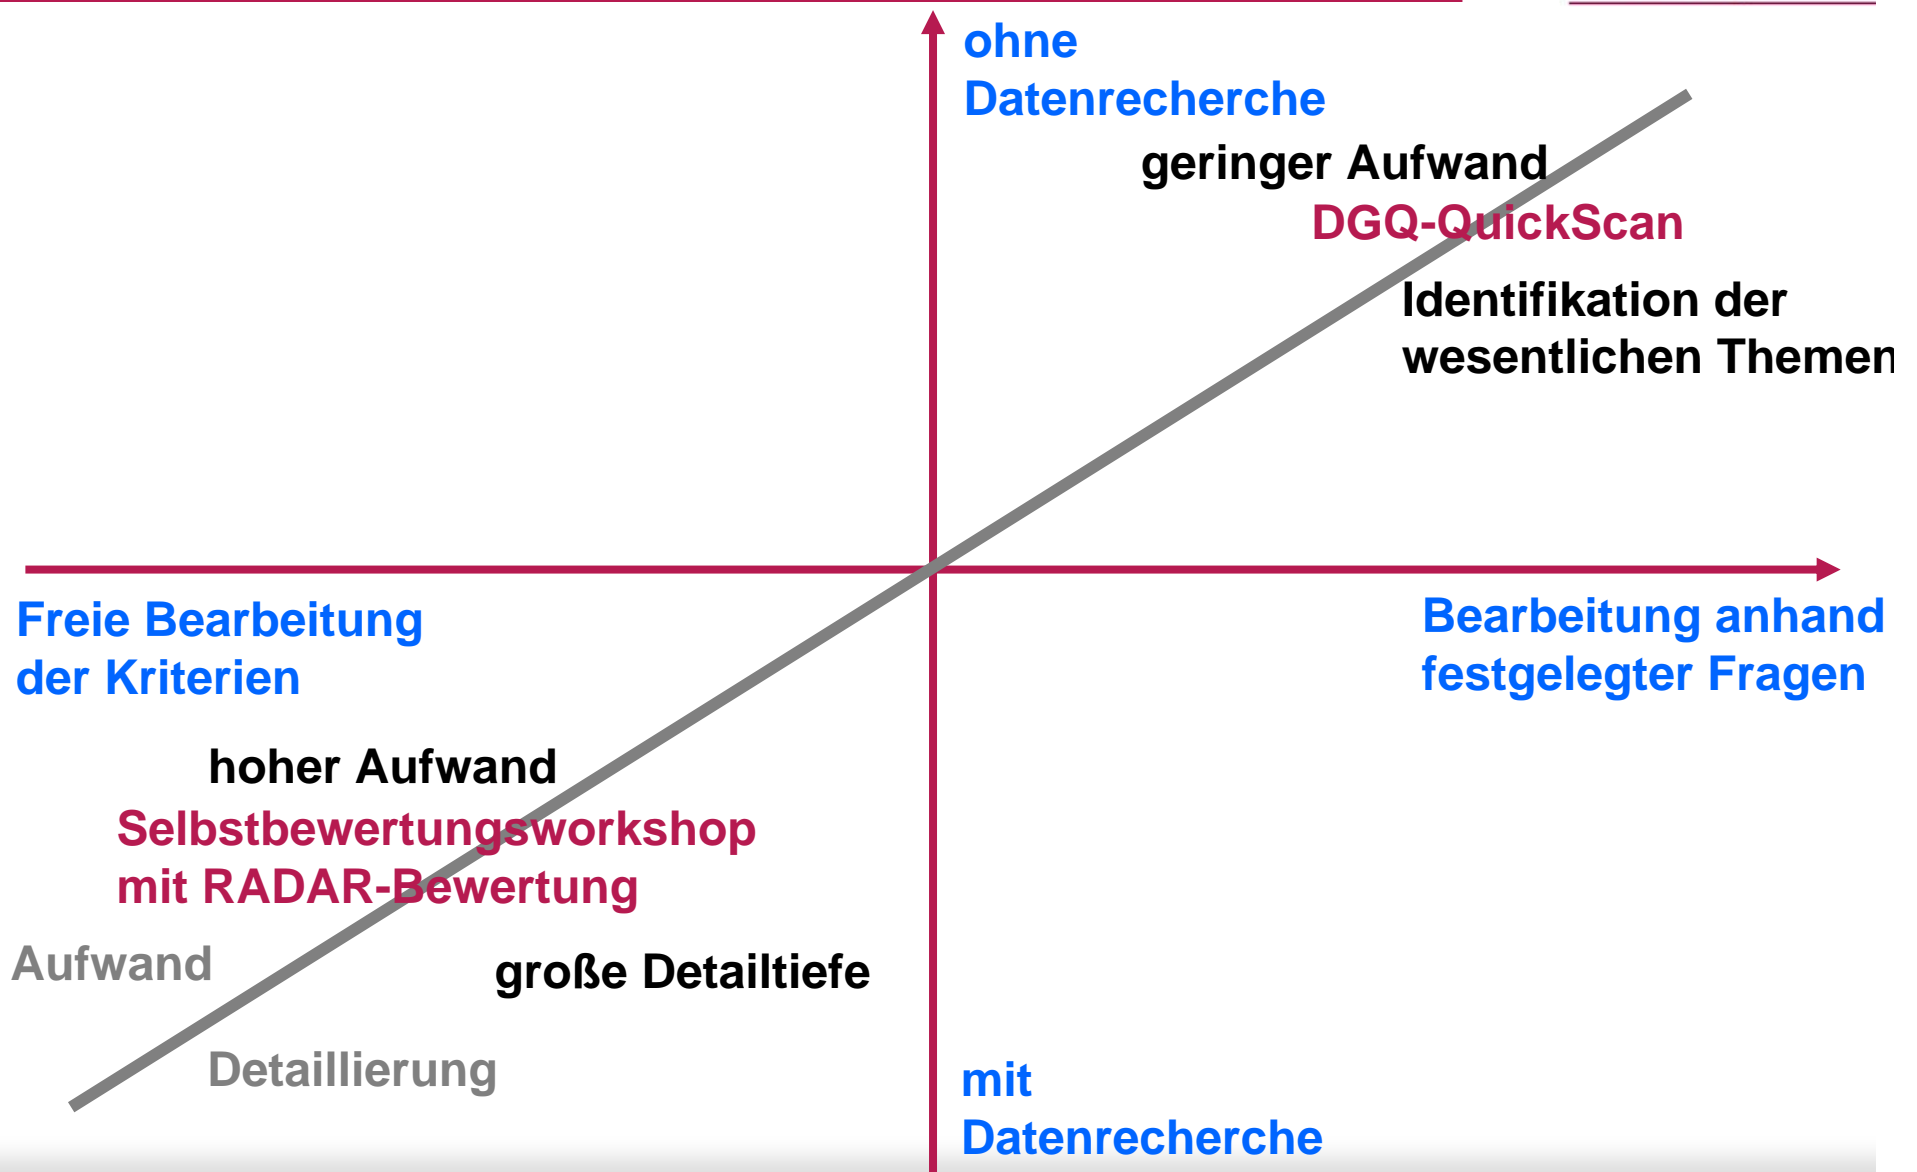 ohne
Datenrecherche
geringer Aufwand
DGQ-QuickScan
Identifikation der
wesentlichen Themen
Freie Bearbeitung
der Kriterien
Bearbeitung anhand
festgelegter Fragen
hoher Aufwand
Selbstbewertungsworkshop
mit RADAR-Bewertung
Aufwand
große Detailtiefe
Detaillierung
mit
Datenrecherche